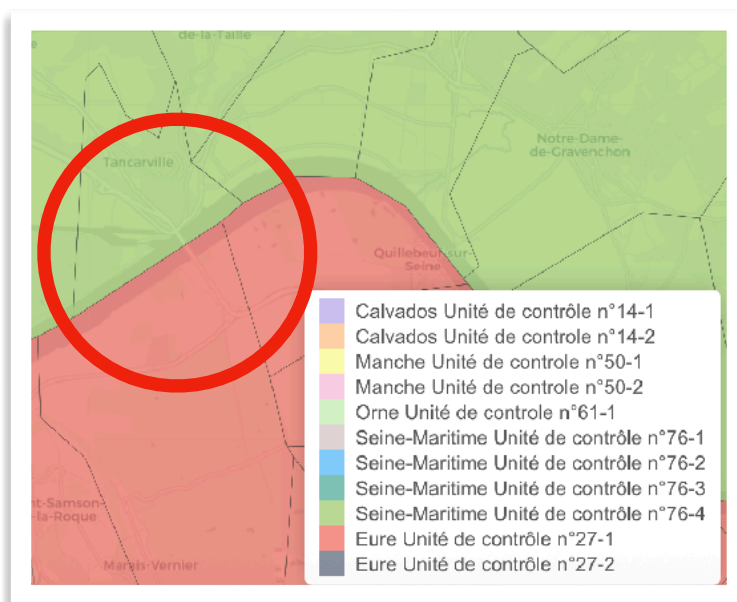 de-la-Taille
Notre-Dame-
de-Gravenchon
Tancarville
Quillebeuf-sur-
Seine
Calvados Unité de contrôle n°14-1
Calvados Unité de contrôle n°14-2
Manche Unité de controle n°50-1
Manche Unité de controle n°50-2
Orne Unité de controle n°61-1
Seine-Maritime Unité de contrôle n°76-1
Seine-Maritime Unité de contrôle n°76-2
Seine-Maritime Unité de contrôle n°76-3
Seine-Maritime Unité de contrôle n°76-4
Eure Unité de contrôle n°27-1
Eure Unité de contrôle n°27-2
nt-Samson-
-la-Roque
Marais-Vernier